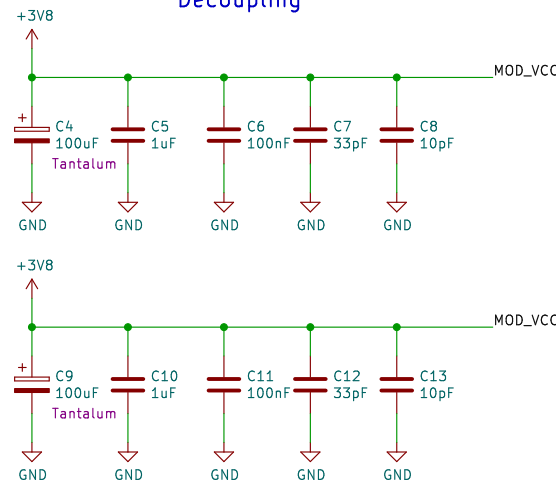 Decoupling
+3V8
MOD_VCC
C4 C5 C6 C7 C8
100uF 1uF 100nF 33pF 10pF
Tantalum
GND GND GND GND GND
+3V8
MOD_VCC
C9 C10 C11 C12 C13
100uF 1uF 100nF 33pF 10pF
Tantalum
GND GND GND GND GND